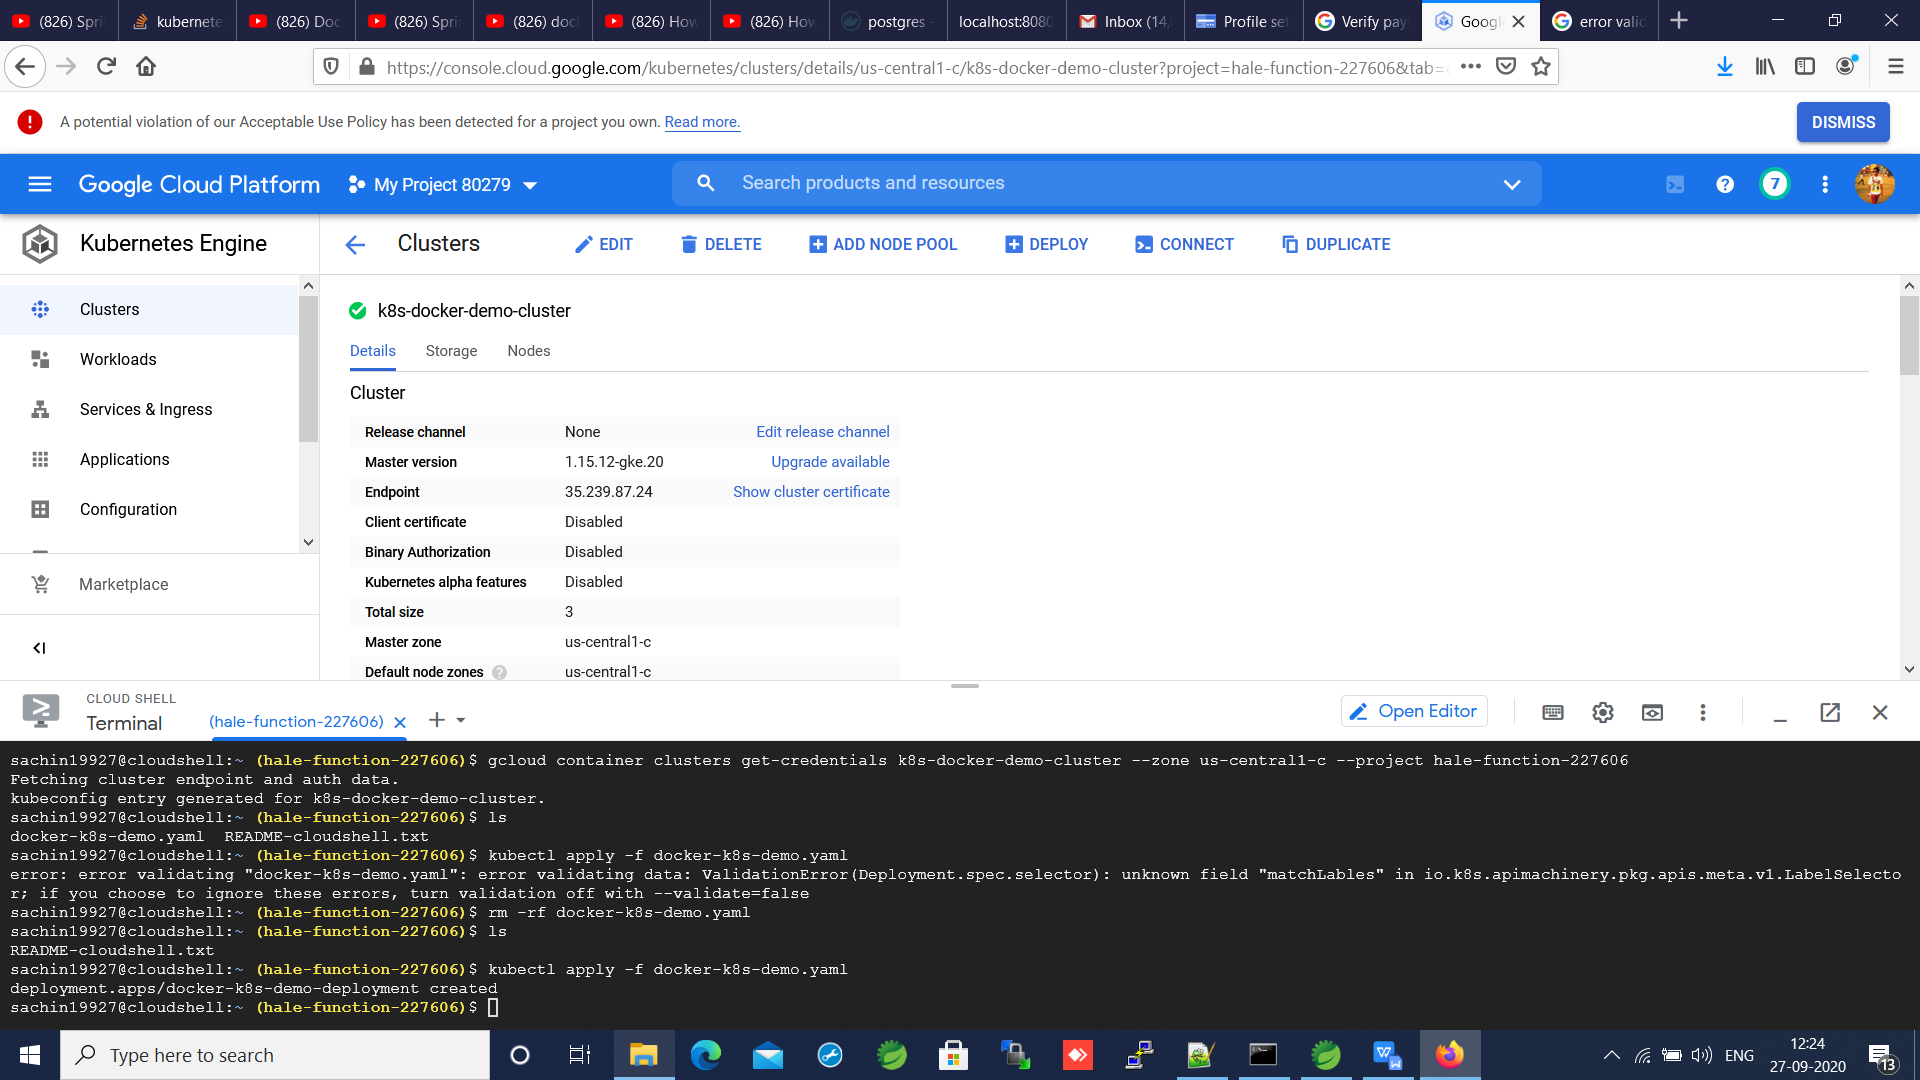 (826) Spri
kubernete
(826) Doc
(826) Spri
(826) doc
(826) How
(826) How
postgres -
localhost:8080
Inbox (14,
Profile set
Verify pay
Googl
error valid
https://console.cloud.google.com/kubernetes/clusters/details/us-central1-c/k8s-docker-demo-cluster?project=hale-function-227606&tab=
A potential violation of our Acceptable Use Policy has been detected for a project you own. Read more.
DISMISS
Google Cloud Platform
My Project 80279
Search products and resources
7
Kubernetes Engine
Clusters
EDIT
DELETE
ADD NODE POOL
DEPLOY
CONNECT
DUPLICATE
Clusters
Workloads
Services & Ingress
Applications
Configuration
Marketplace
k8s-docker-demo-cluster
Details Storage Nodes
Cluster
Release channel None Edit release channel
Master version 1.15.12-gke.20 Upgrade available
Endpoint 35.239.87.24 Show cluster certificate
Client certificate Disabled
Binary Authorization Disabled
Kubernetes alpha features Disabled
Total size 3
Master zone us-central1-c
Default node zones us-central1-c
CLOUD SHELL
Terminal
(hale-function-227606)
Open Editor
sachin19927@cloudshell:~ (hale-function-227606)$ gcloud container clusters get-credentials k8s-docker-demo-cluster --zone us-central1-c --project hale-function-227606
Fetching cluster endpoint and auth data.
kubeconfig entry generated for k8s-docker-demo-cluster.
sachin19927@cloudshell:~ (hale-function-227606)$ ls
docker-k8s-demo.yaml  README-cloudshell.txt
sachin19927@cloudshell:~ (hale-function-227606)$ kubectl apply -f docker-k8s-demo.yaml
error: error validating "docker-k8s-demo.yaml": error validating data: ValidationError(Deployment.spec.selector): unknown field "matchLables" in io.k8s.apimachinery.pkg.apis.meta.v1.LabelSelecto
r; if you choose to ignore these errors, turn validation off with --validate=false
sachin19927@cloudshell:~ (hale-function-227606)$ rm -rf docker-k8s-demo.yaml
sachin19927@cloudshell:~ (hale-function-227606)$ ls
README-cloudshell.txt
sachin19927@cloudshell:~ (hale-function-227606)$ kubectl apply -f docker-k8s-demo.yaml
deployment.apps/docker-k8s-demo-deployment created
sachin19927@cloudshell:~ (hale-function-227606)$
Type here to search
ENG
12:24
27-09-2020
13